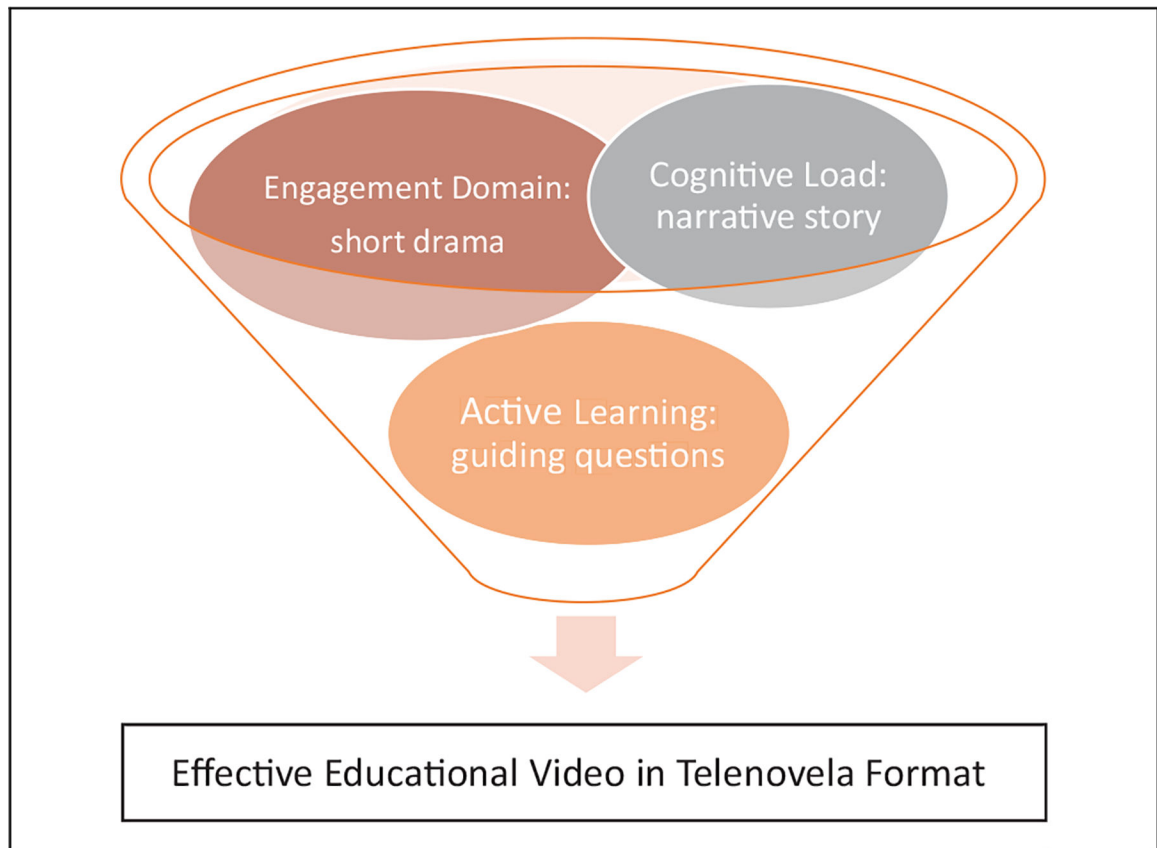 Engagement Domain:
short drama
Cognitive Load:
narrative story
Active Learning:
guiding questions
Effective Educational Video in Telenovela Format